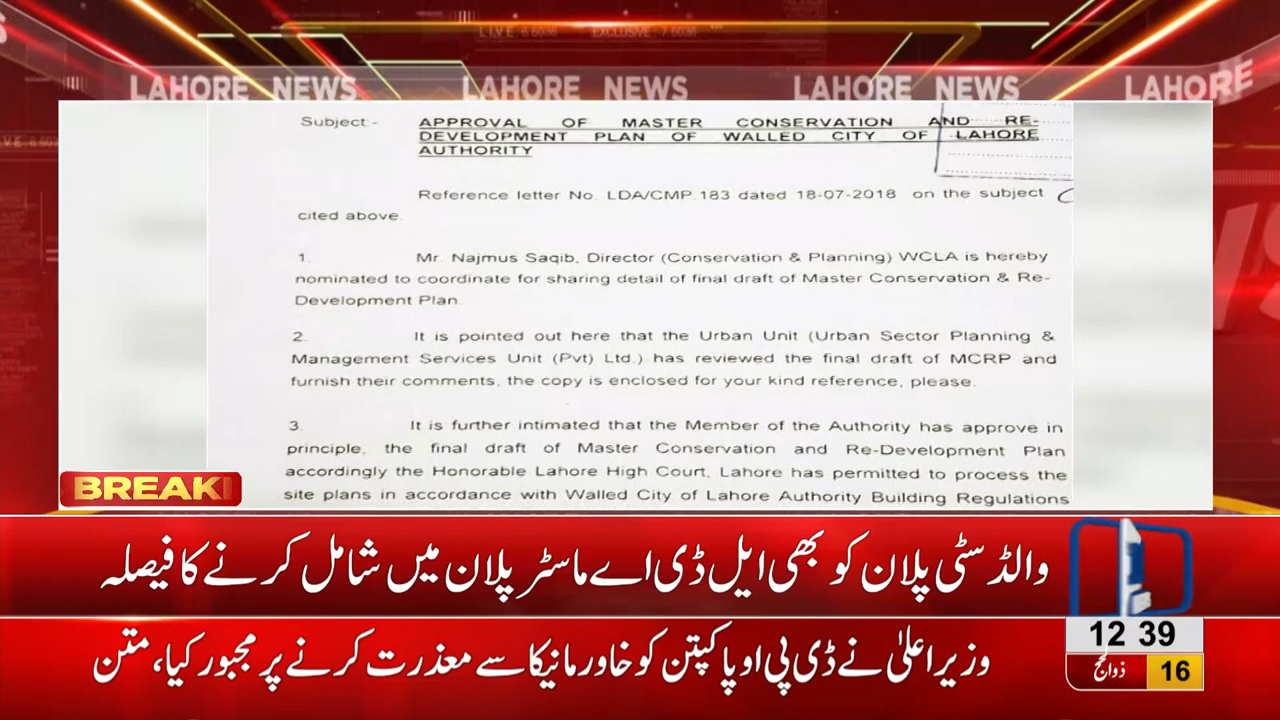 LIVE 6.5036 EXCLUSIVE : 7.5036
LAHORE NEWS LAHORE NEWS LAHORE NEWS LAHORE
Subject:- APPROVAL OF MASTER CONSERVATION AND RE-
DEVELOPMENT PLAN OF WALLED CITY OF LAHORE
AUTHORITY
Reference letter No. LDA/CMP.183 dated 18-07-2018 on the subject
cited above.
1. Mr. Najmus Saqib, Director (Conservation & Planning) WCLA is hereby
nominated to coordinate for sharing detail of final draft of Master Conservation & Re-
Development Plan.
2. It is pointed out here that the Urban Unit (Urban Sector Planning &
Management Services Unit (Pvt) Ltd.) has reviewed the final draft of MCRP and
furnish their comments, the copy is enclosed for your kind reference, please.
3. It is further intimated that the Member of the Authority has approve in
principle, the final draft of Master Conservation and Re-Development Plan
accordingly the Honorable Lahore High Court, Lahore has permitted to process the
site plans in accordance with Walled City of Lahore Authority Building Regulations
BREAKI
والڈ سٹی پلان کو بھی ایل ڈی اے ماسٹر پلان میں شامل کرنے کا فیصلہ
وزیراعلیٰ نے ڈی پی او پاکپتن کو خاور مانیکا سے معذرت کرنے پر مجبور کیا، متن
12 39
16 ذوالحج